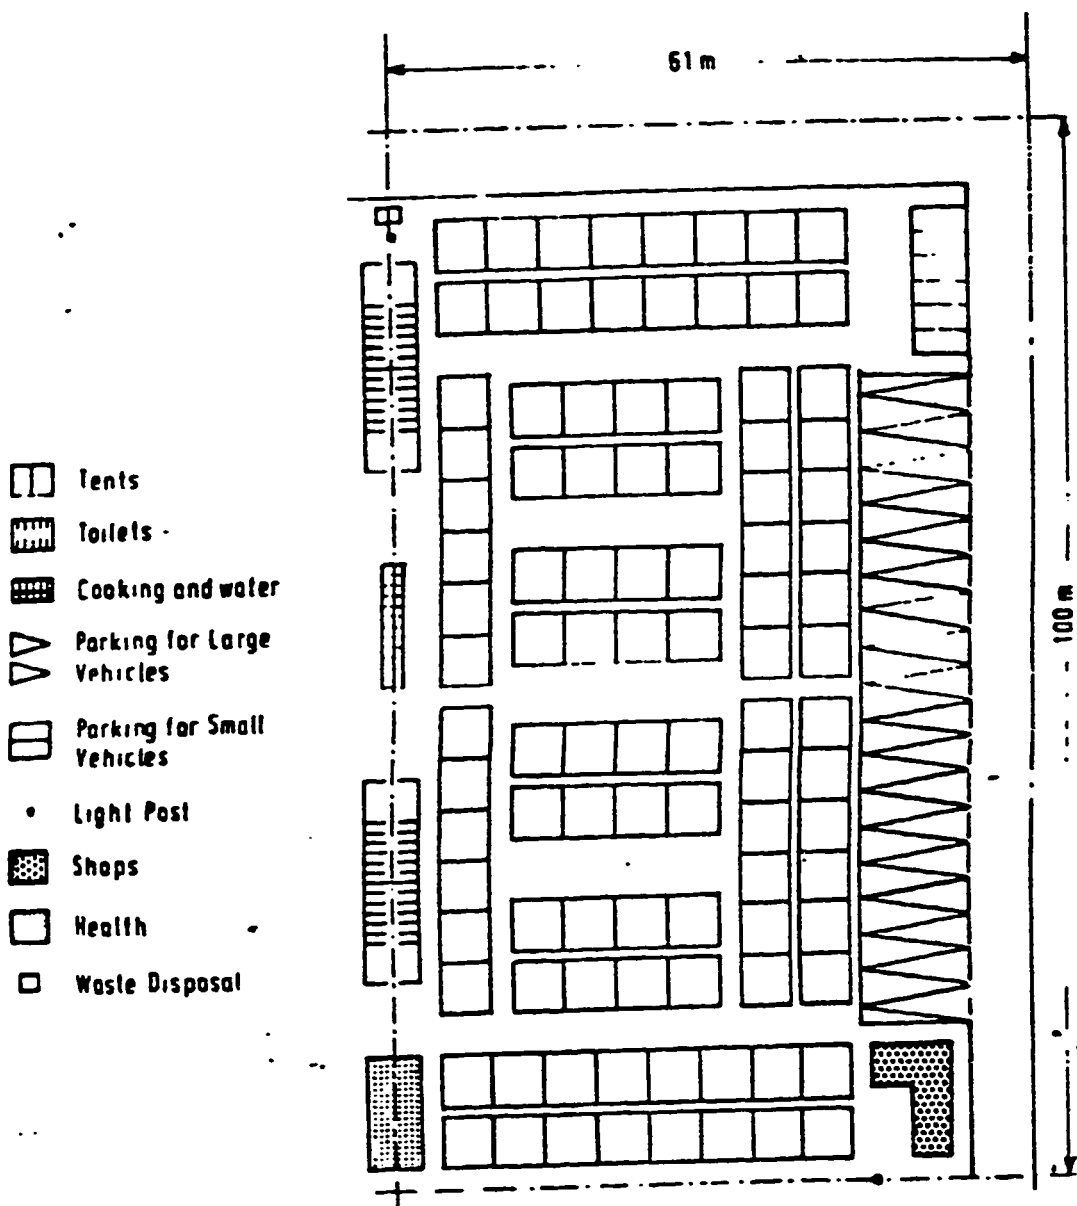 61 m
100 m
Tents
Toilets
Cooking and water
Parking for Large
Vehicles
Parking for Small
Vehicles
Light Post
Shops
Health
Waste Disposal